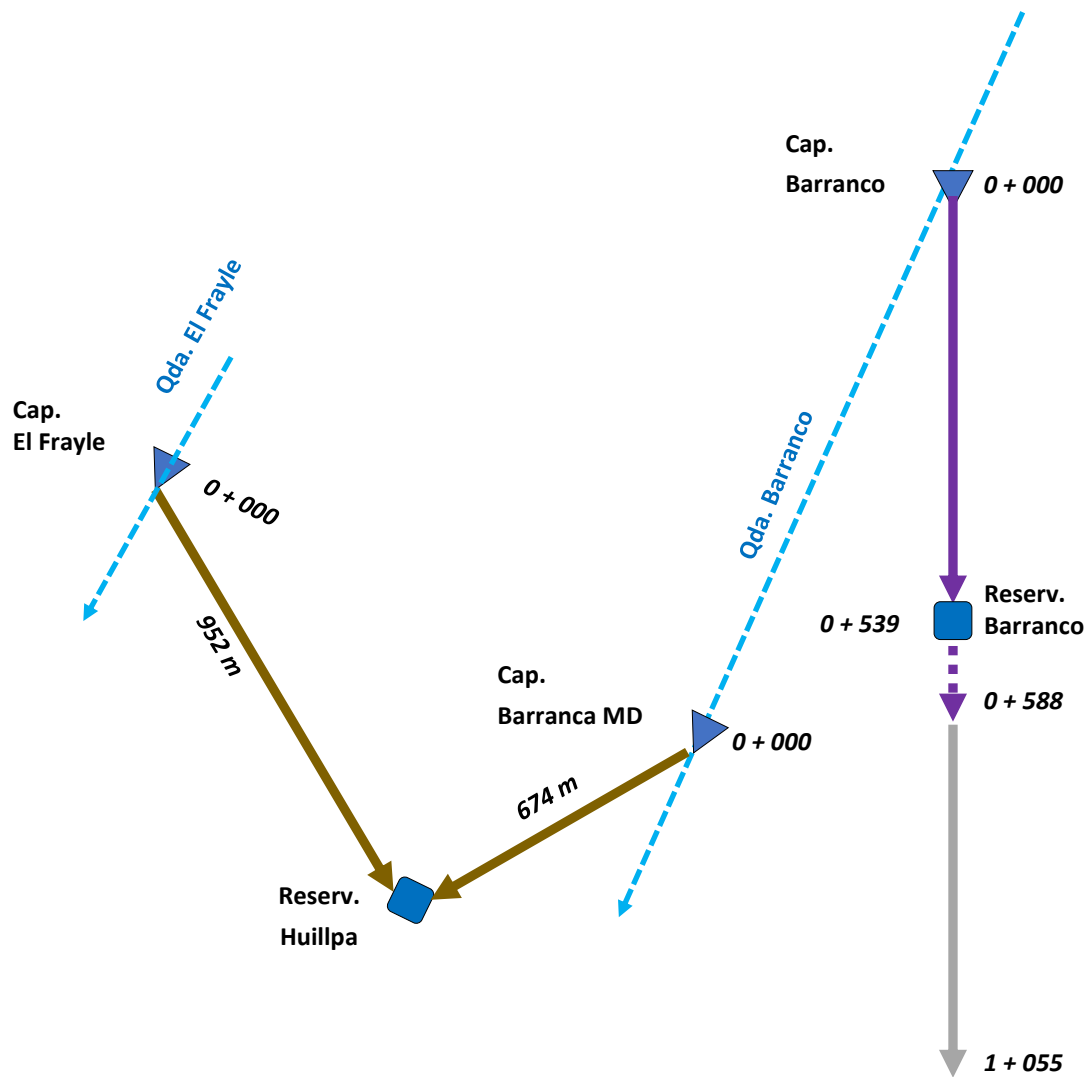 Cap.
Barranco
0 + 000
Qda. El Frayle
Cap.
El Frayle
0 + 000
Qda. Barranco
952 m
Reserv.
Barranco
0 + 539
Cap.
Barranca MD
0 + 588
0 + 000
674 m
Reserv.
Huillpa
1 + 055